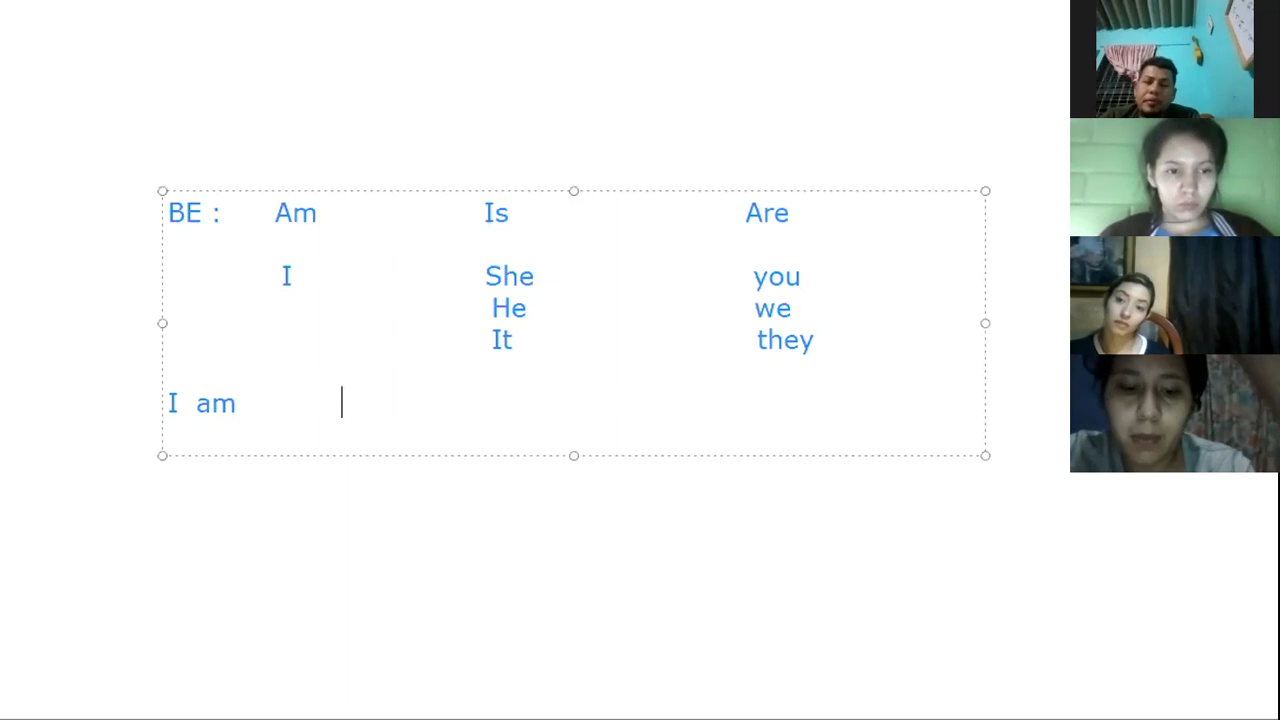 BE : Am Is Are
I She you
He we
It they
I am